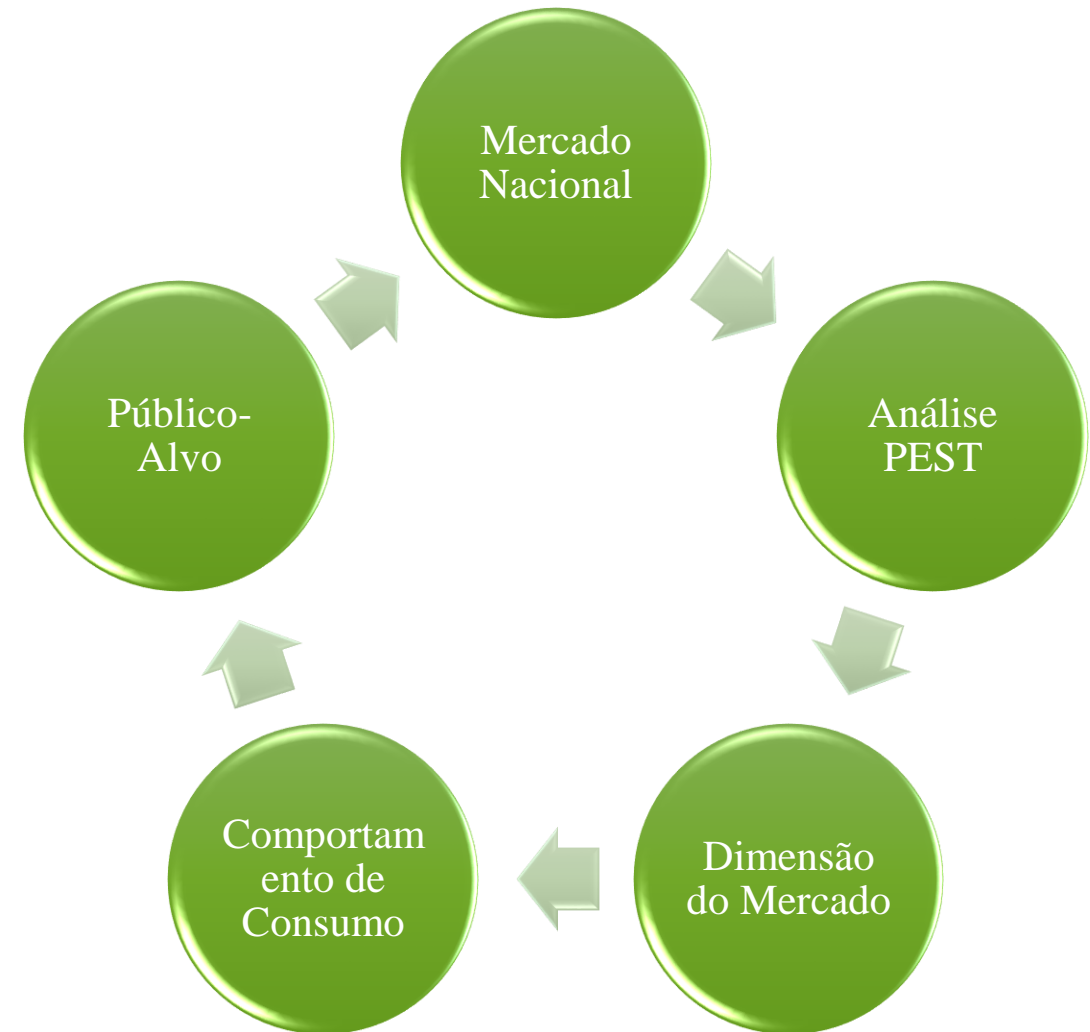 Mercado
Nacional
Análise
PEST
Dimensão
do Mercado
Comportam
ento de
Consumo
Público-
Alvo